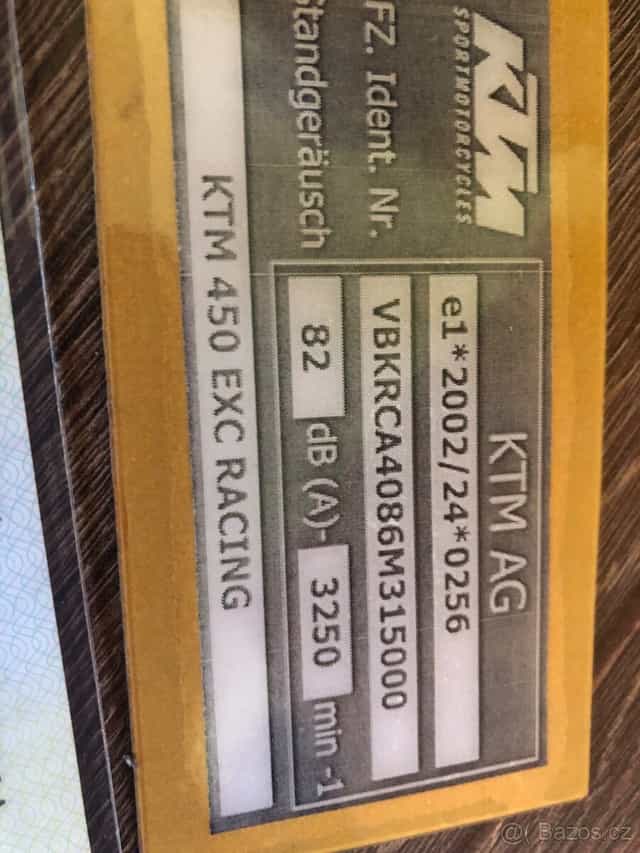 KTM
SPORTMOTORCYCLES
KTM AG
e1*2002/24*0256
FZ. Ident. Nr. VBKRCA4086M315000
Standgeräusch 82 dB (A)- 3250 min -1
KTM 450 EXC RACING
@( Bazos.cz